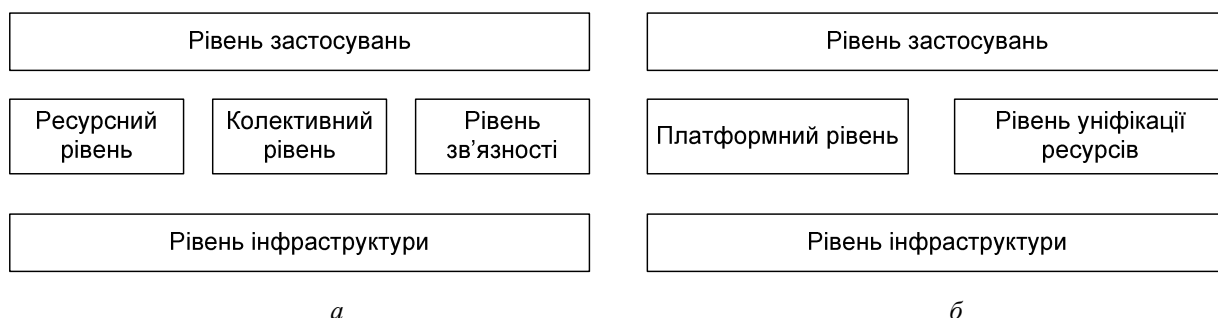 Рівень застосувань
Ресурсний
рівень
Колективний
рівень
Рівень
зв’язності
Рівень інфраструктури
а
Рівень застосувань
Платформний рівень
Рівень уніфікації
ресурсів
Рівень інфраструктури
б